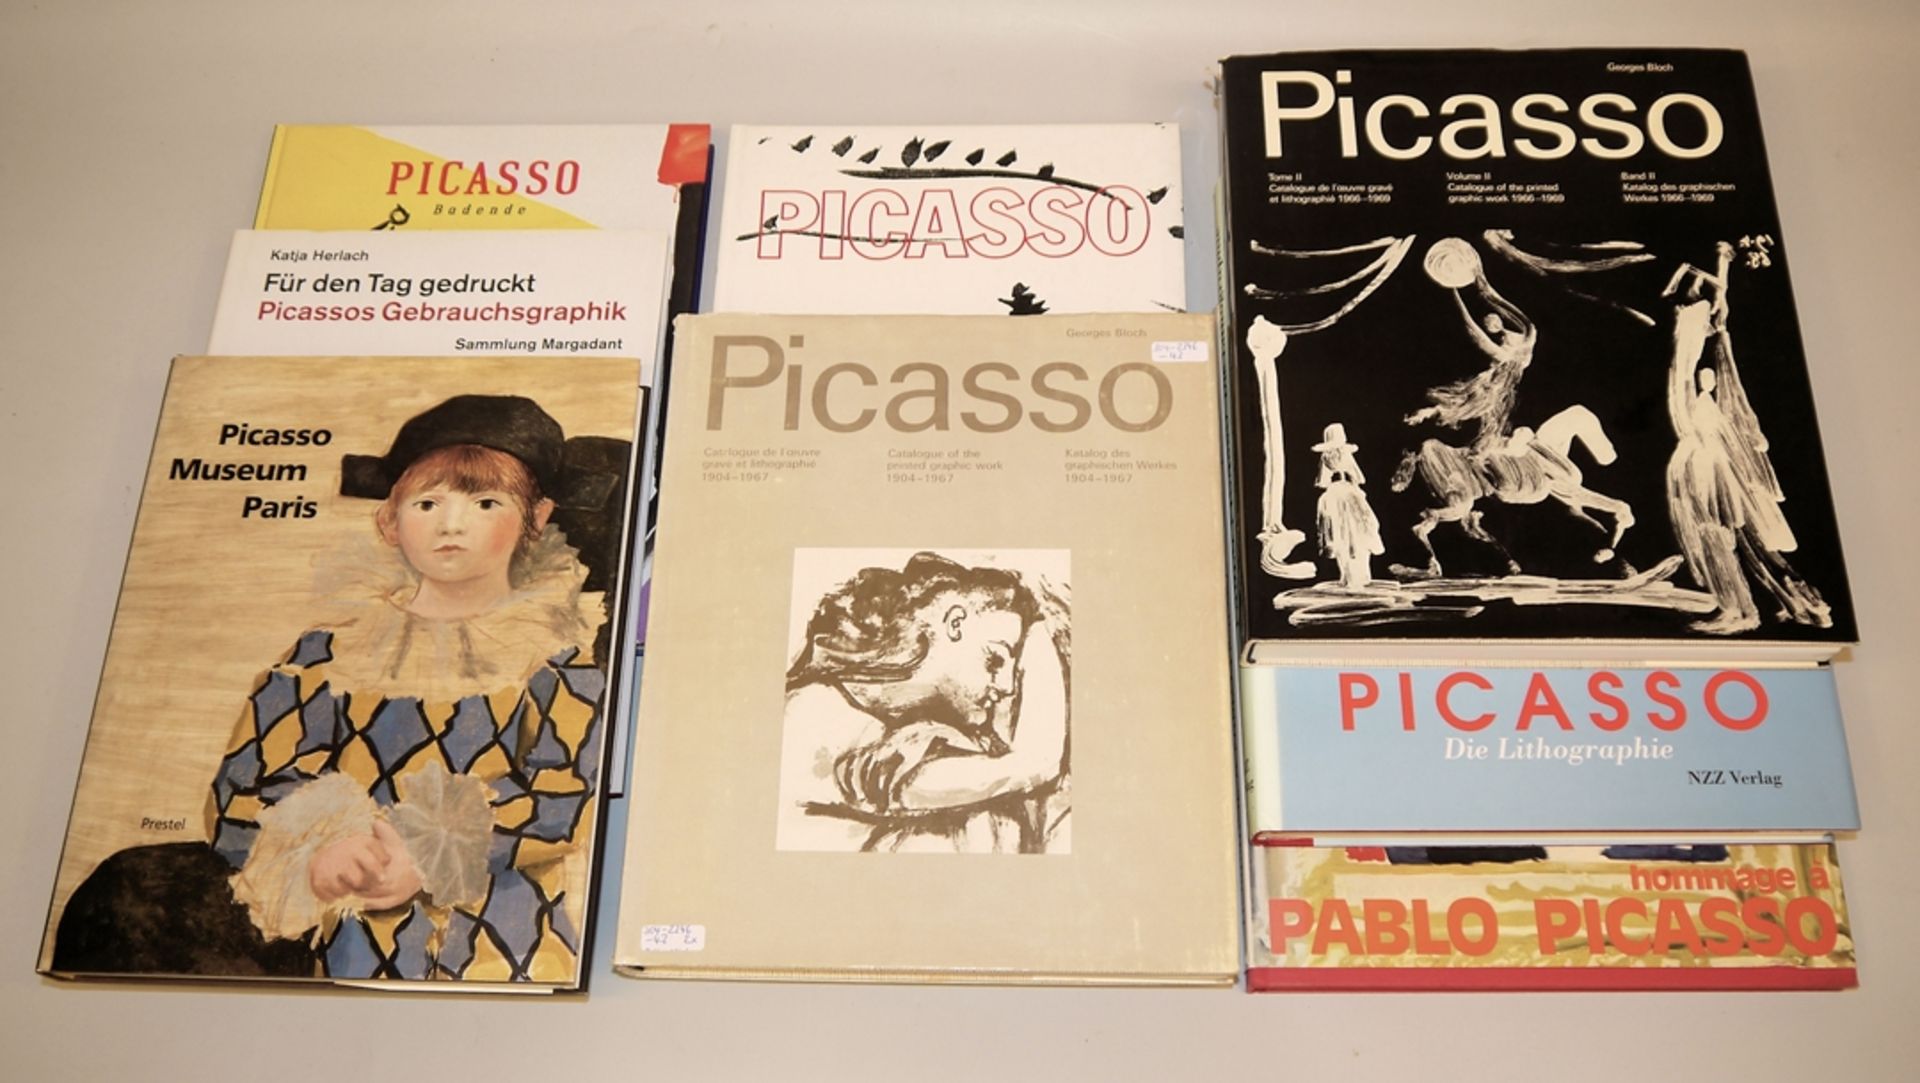 PICASSO
Badende
Katja Herlach
Für den Tag gedruckt
Picassos Gebrauchsgraphik
Sammlung Margadant
Picasso
Museum
Paris
Prestel
PICASSO
Georges Bloch
Picasso
Catalogue de l'œuvre
gravé et lithographié
1904–1967
Catalogue of the
printed graphic work
1904–1967
Katalog des
graphischen Werkes
1904–1967
Georges Bloch
Picasso
Tome II
Catalogue de l'œuvre gravé
et lithographié 1966–1969
Volume II
Catalogue of the printed
graphic work 1966–1969
Band II
Katalog des graphischen
Werkes 1966–1969
PICASSO
Die Lithographie
NZZ Verlag
hommage à
PABLO PICASSO